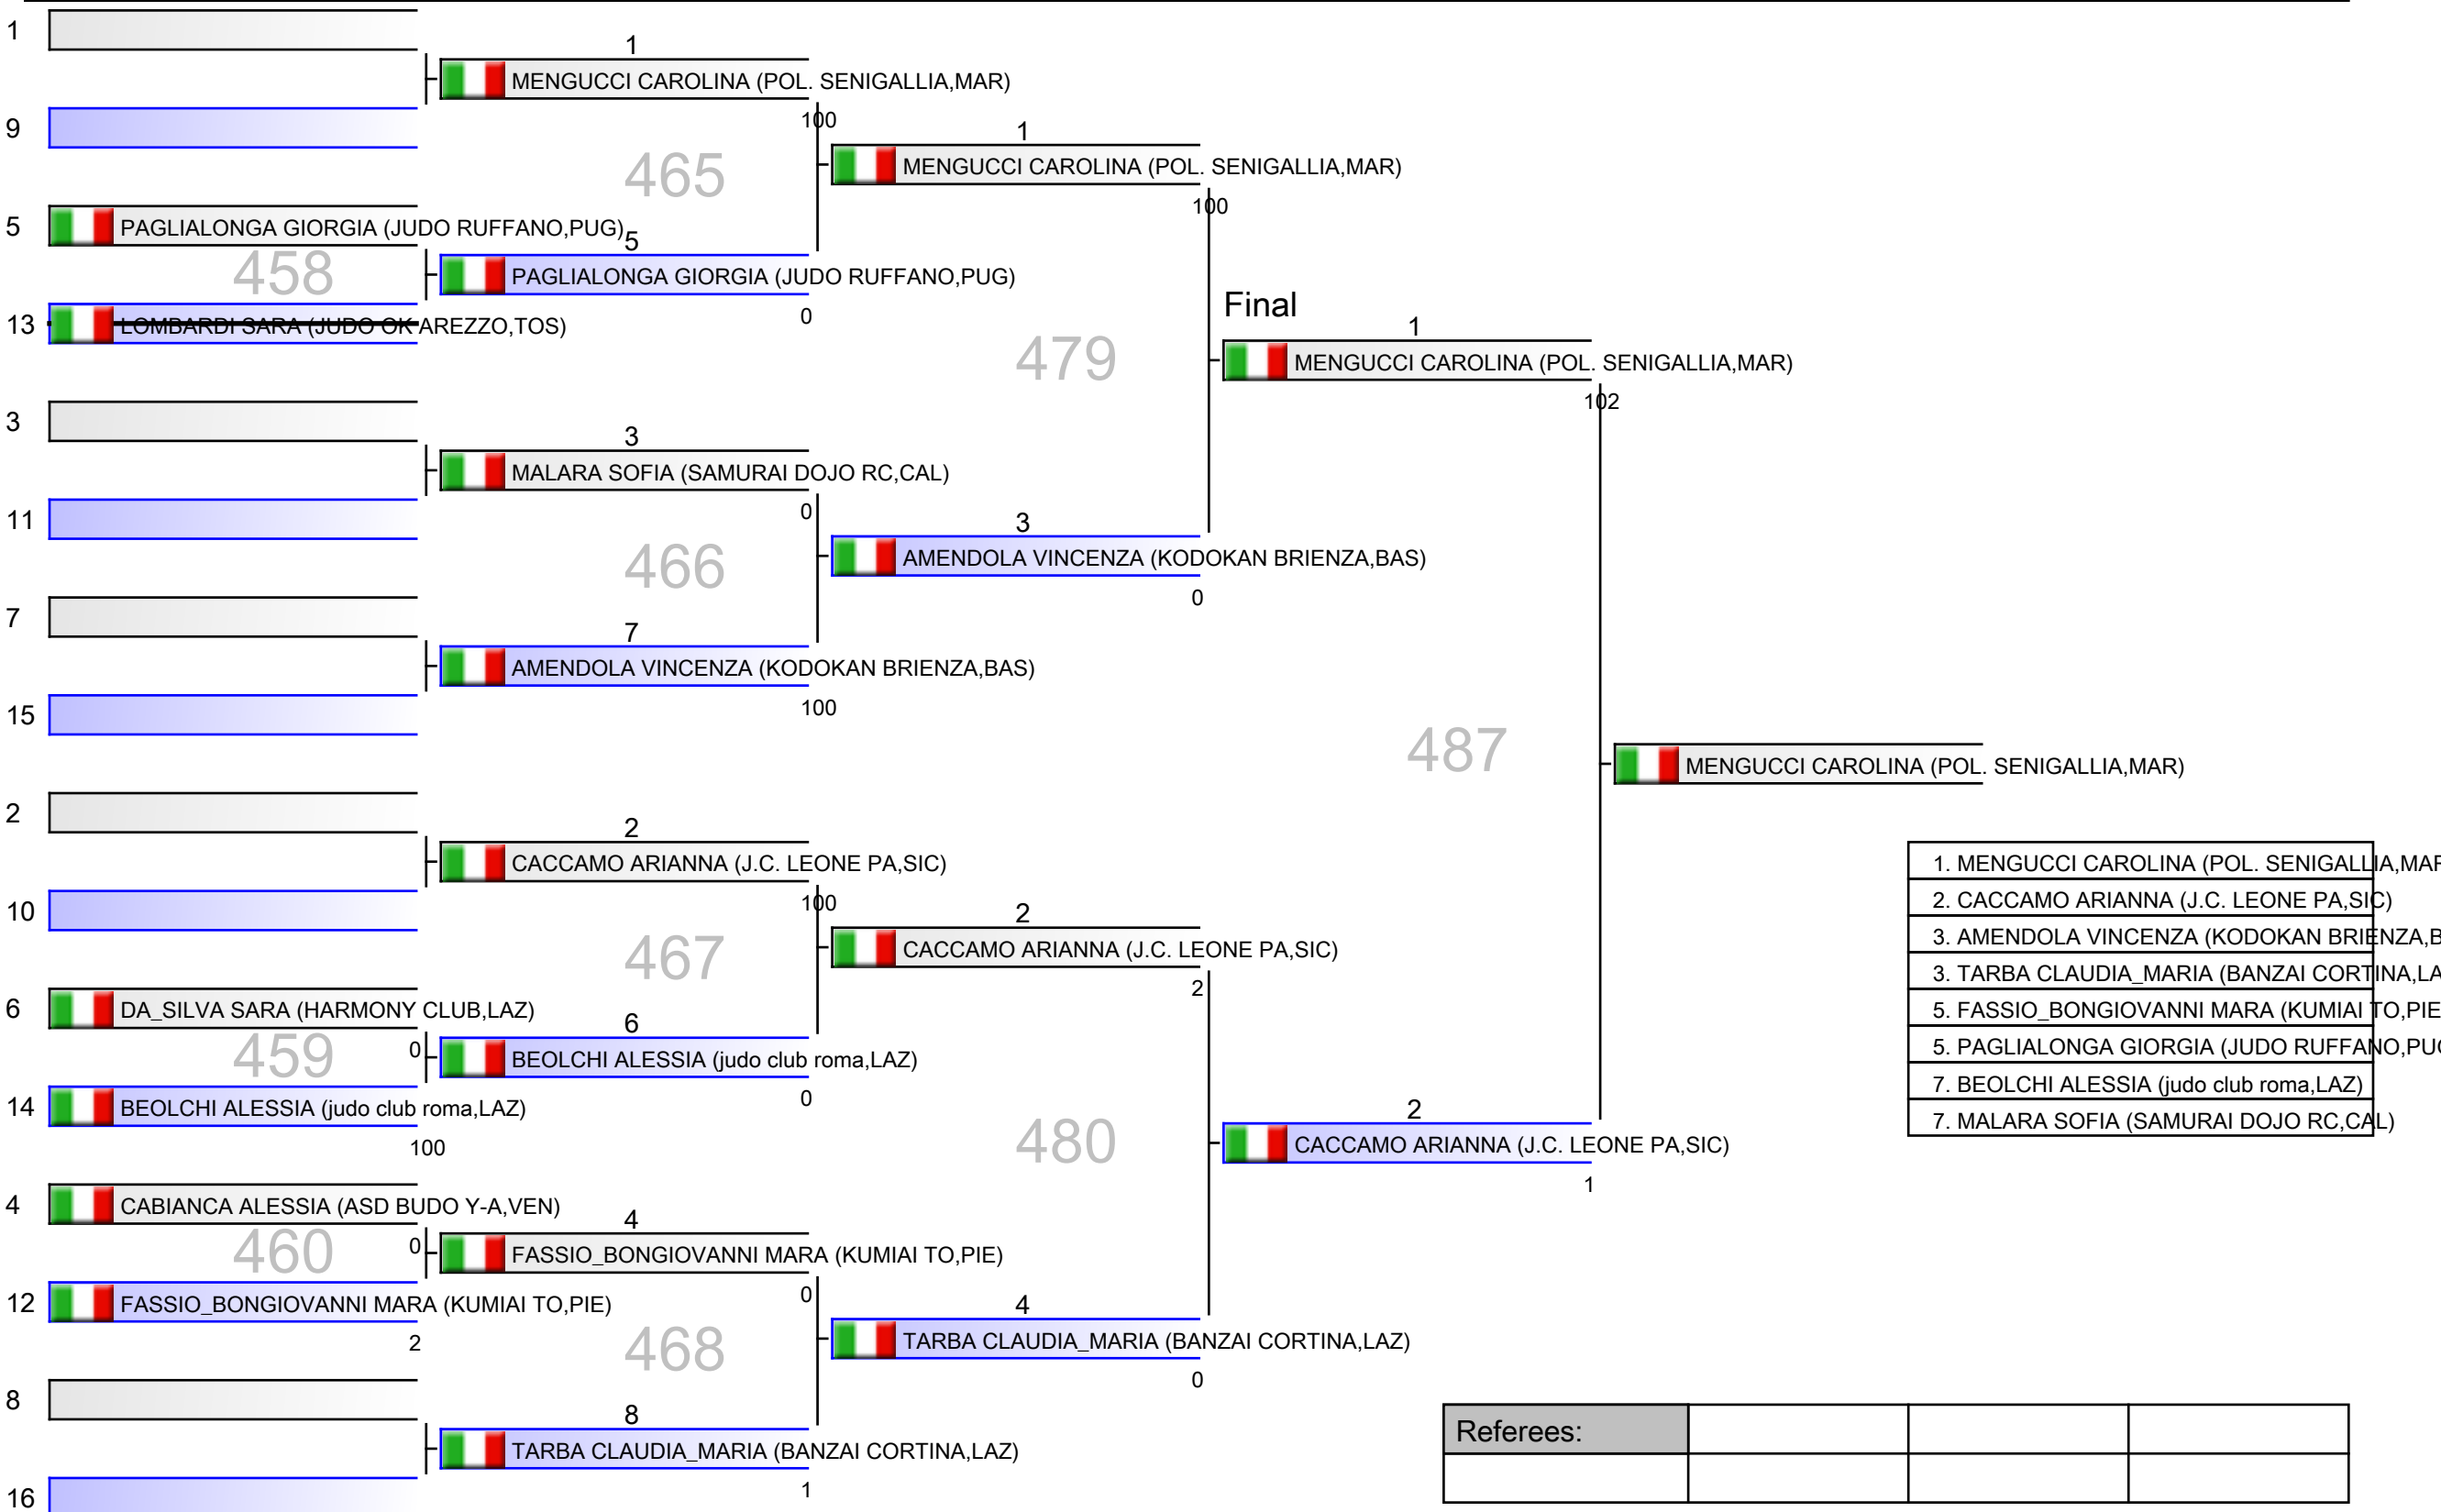 1
1
MENGUCCI CAROLINA (POL. SENIGALLIA,MAR)
9
100
1
465
MENGUCCI CAROLINA (POL. SENIGALLIA,MAR)
100
5
PAGLIALONGA GIORGIA (JUDO RUFFANO,PUG)
5
458
PAGLIALONGA GIORGIA (JUDO RUFFANO,PUG)
0
13
LOMBARDI SARA (JUDO OK AREZZO,TOS)
Final
1
479
MENGUCCI CAROLINA (POL. SENIGALLIA,MAR)
102
3
3
MALARA SOFIA (SAMURAI DOJO RC,CAL)
0
11
3
466
AMENDOLA VINCENZA (KODOKAN BRIENZA,BAS)
0
7
7
AMENDOLA VINCENZA (KODOKAN BRIENZA,BAS)
100
15
487
MENGUCCI CAROLINA (POL. SENIGALLIA,MAR)
2
2
CACCAMO ARIANNA (J.C. LEONE PA,SIC)
100
10
2
467
CACCAMO ARIANNA (J.C. LEONE PA,SIC)
2
6
DA_SILVA SARA (HARMONY CLUB,LAZ)
6
459
0
BEOLCHI ALESSIA (judo club roma,LAZ)
0
14
BEOLCHI ALESSIA (judo club roma,LAZ)
100
480
2
CACCAMO ARIANNA (J.C. LEONE PA,SIC)
1
4
CABIANCA ALESSIA (ASD BUDO Y-A,VEN)
4
460
0
FASSIO_BONGIOVANNI MARA (KUMIAI TO,PIE)
0
12
FASSIO_BONGIOVANNI MARA (KUMIAI TO,PIE)
2
4
468
TARBA CLAUDIA_MARIA (BANZAI CORTINA,LAZ)
0
8
8
TARBA CLAUDIA_MARIA (BANZAI CORTINA,LAZ)
1
16
1. MENGUCCI CAROLINA (POL. SENIGALLIA,MAR
2. CACCAMO ARIANNA (J.C. LEONE PA,SIC)
3. AMENDOLA VINCENZA (KODOKAN BRIENZA,B
3. TARBA CLAUDIA_MARIA (BANZAI CORTINA,LA
5. FASSIO_BONGIOVANNI MARA (KUMIAI TO,PIE
5. PAGLIALONGA GIORGIA (JUDO RUFFANO,PUG
7. BEOLCHI ALESSIA (judo club roma,LAZ)
7. MALARA SOFIA (SAMURAI DOJO RC,CAL)
Referees: